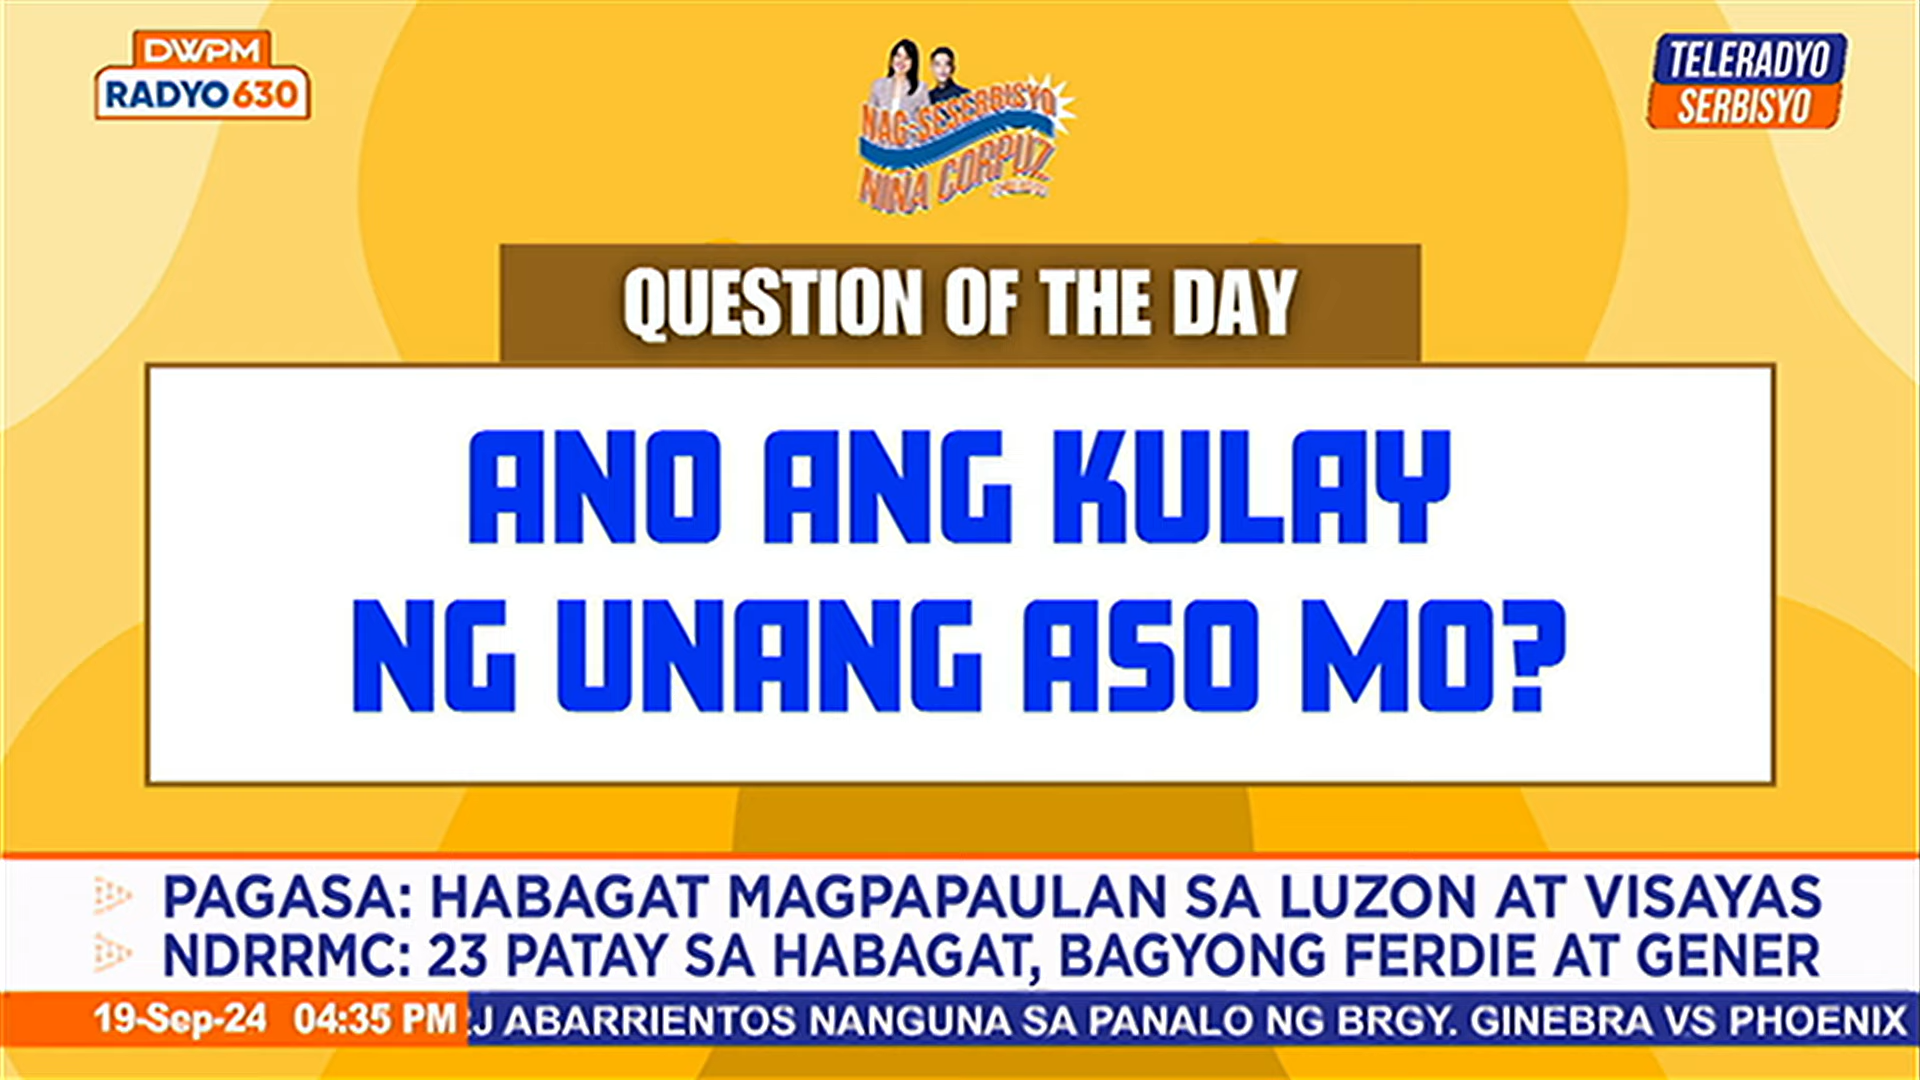 DWPM
RADYO 630
NAG-SESERBISYO
NINA CORPUZ
TELERADYO
SERBISYO
QUESTION OF THE DAY
ANO ANG KULAY
NG UNANG ASO MO?
PAGASA: HABAGAT MAGPAPAULAN SA LUZON AT VISAYAS
NDRRMC: 23 PATAY SA HABAGAT, BAGYONG FERDIE AT GENER
19-Sep-24 04:35 PM
J ABARRIENTOS NANGUNA SA PANALO NG BRGY. GINEBRA VS PHOENIX